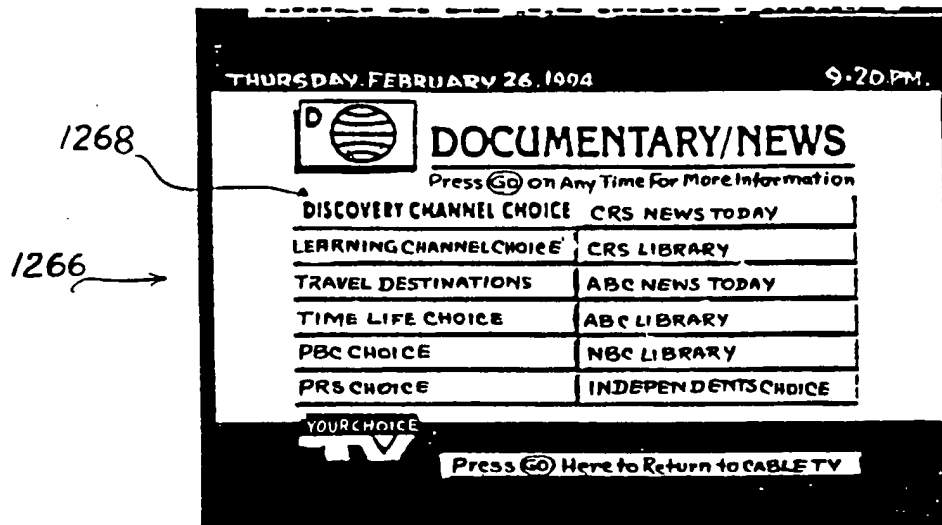 THURSDAY. FEBRUARY 26. 1994 9.20.PM.
D
DOCUMENTARY/NEWS
1268
Press GO on Any Time For More Information
DISCOVERY CHANNEL CHOICE CRS NEWS TODAY
LEARNING CHANNEL CHOICE CRS LIBRARY
1266
TRAVEL DESTINATIONS ABC NEWS TODAY
TIME LIFE CHOICE ABC LIBRARY
PBC CHOICE NBC LIBRARY
PRS CHOICE INDEPENDENTS CHOICE
YOUR CHOICE
TV
Press GO Here to Return to CABLE TV